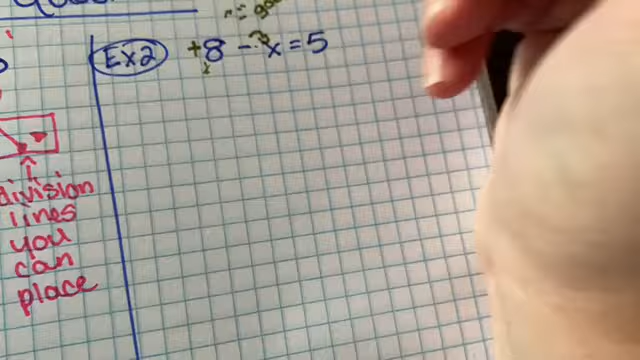 Ex2 +8 - x = 5
division
lines
you
can
place